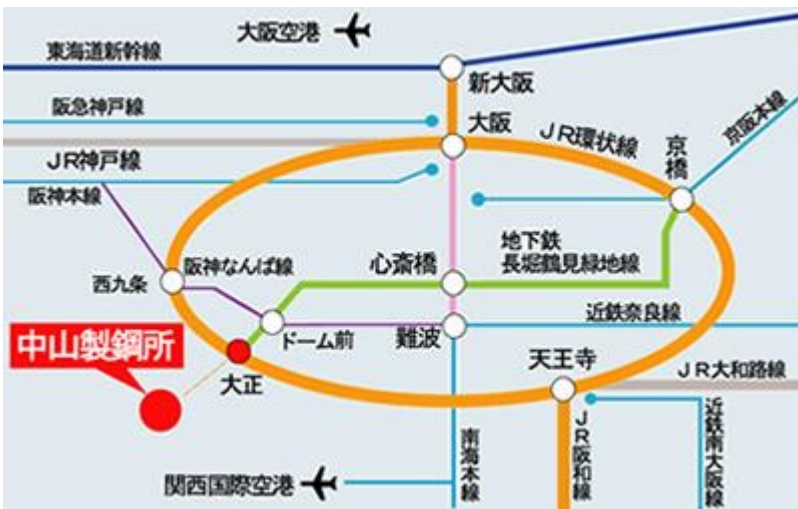 大阪空港
東海道新幹線
新大阪
阪急神戸線
大阪
JR環状線
京橋
京阪本線
JR神戸線
阪神本線
地下鉄
長堀鶴見緑地線
心斎橋
阪神なんば線
西九条
近鉄奈良線
ドーム前
難波
中山製鋼所
大正
天王寺
JR大和路線
南海本線
JR阪和線
近鉄南大阪線
関西国際空港